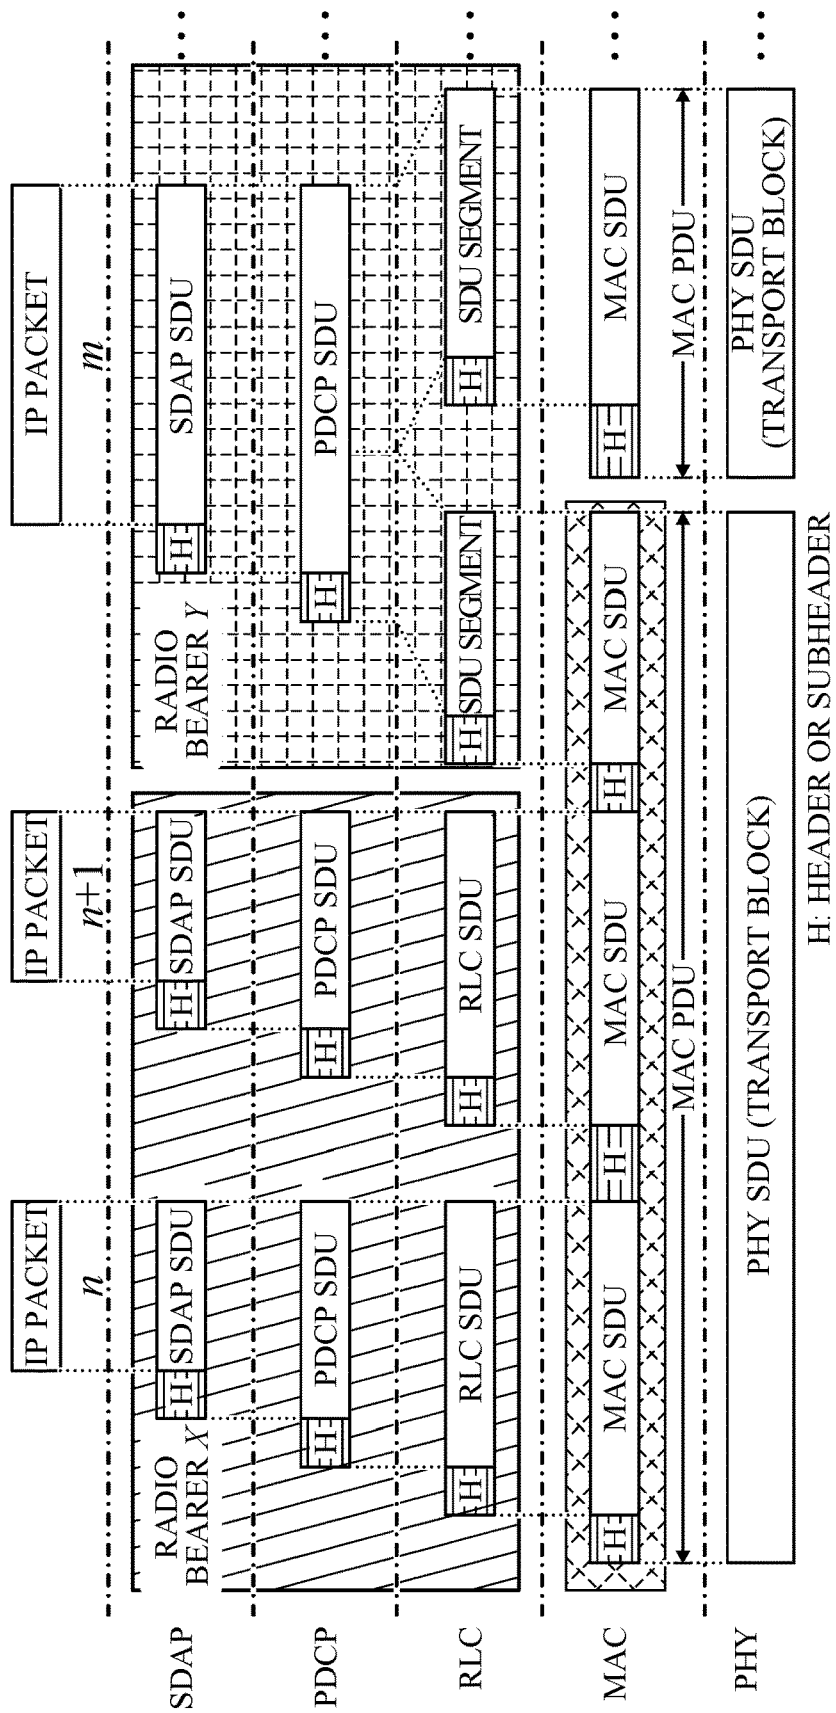 IP PACKET
IP PACKET
IP PACKET
n
n+1
m
SDAP
RADIO
BEARER X
H SDAP SDU
H SDAP SDU
RADIO
BEARER Y
H SDAP SDU
• • •
PDCP
H PDCP SDU
H PDCP SDU
H PDCP SDU
• • •
RLC
H RLC SDU
H RLC SDU
H SDU SEGMENT
H SDU SEGMENT
• • •
MAC
H MAC SDU
H MAC SDU
H MAC SDU
H MAC SDU
• • •
MAC PDU
MAC PDU
PHY
PHY SDU (TRANSPORT BLOCK)
PHY SDU
(TRANSPORT BLOCK)
• • •
H: HEADER OR SUBHEADER